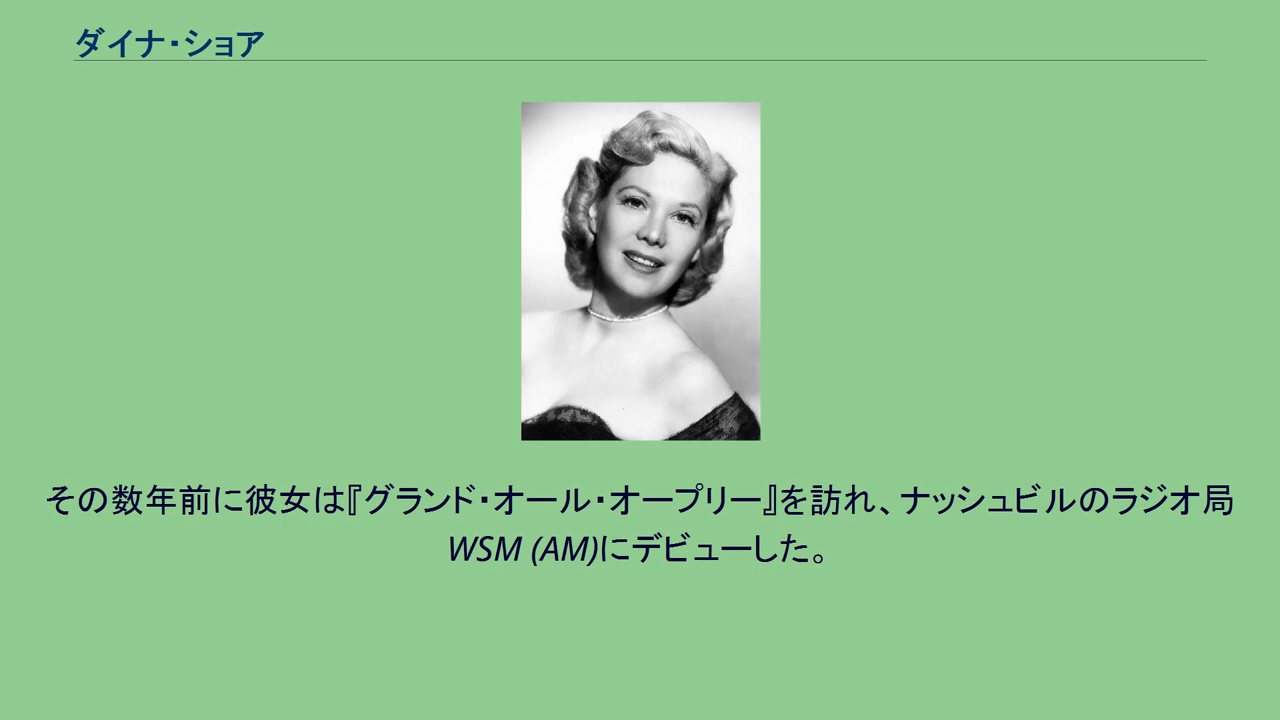 ダイナ・ショア
その数年前に彼女は『グランド・オール・オープリー』を訪れ、ナッシュビルのラジオ局
WSM (AM)にデビューした。